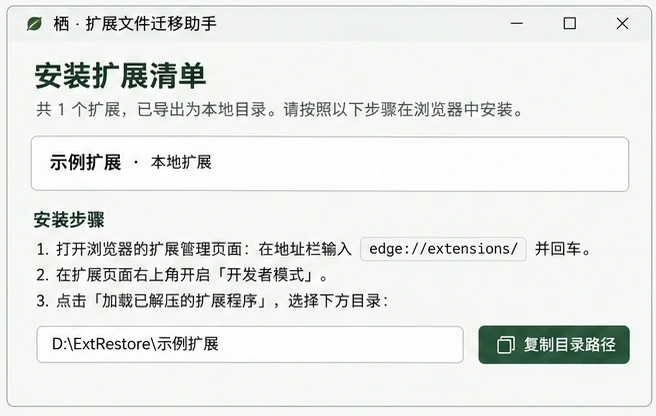 栖 · 扩展文件迁移助手
安装扩展清单
共 1 个扩展，已导出为本地目录。请按照以下步骤在浏览器中安装。
示例扩展 · 本地扩展
安装步骤
1. 打开浏览器的扩展管理页面：在地址栏输入 edge://extensions/ 并回车。
2. 在扩展页面右上角开启「开发者模式」。
3. 点击「加载已解压的扩展程序」，选择下方目录：
D:\ExtRestore\示例扩展 复制目录路径